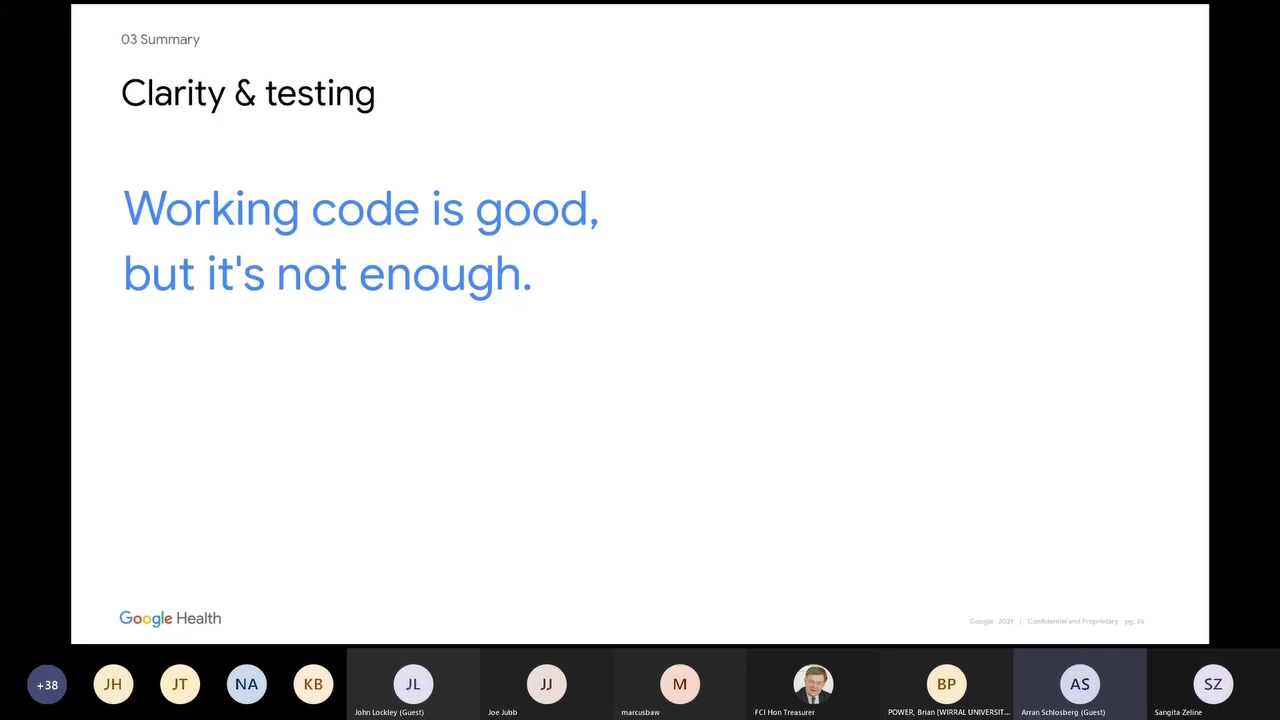 03 Summary
Clarity & testing
Working code is good,
but it's not enough.
Google Health
Google 2021 | Confidential and Proprietary pg. 26
+38
JH
JT
NA
KB
JL
JJ
M
BP
AS
SZ
John Lockley (Guest)
Joe Jubb
marcusbaw
FCI Hon Treasurer
POWER, Brian (WIRRAL UNIVERSIT...
Arran Schlosberg (Guest)
Sangita Zeline